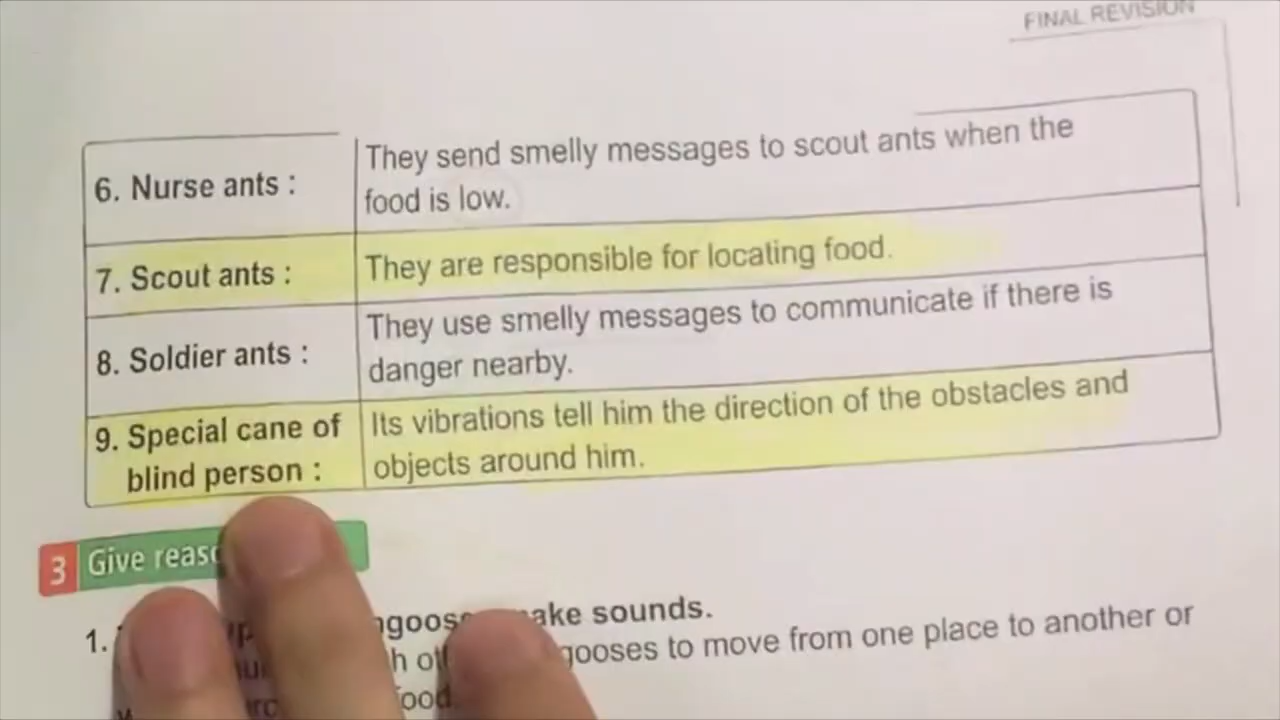 FINAL REVISION
6. Nurse ants :
They send smelly messages to scout ants when the
food is low.
7. Scout ants :
They are responsible for locating food.
8. Soldier ants :
They use smelly messages to communicate if there is
danger nearby.
9. Special cane of
blind person :
Its vibrations tell him the direction of the obstacles and
objects around him.
3 Give
1. sounds.
to move from one place to another or